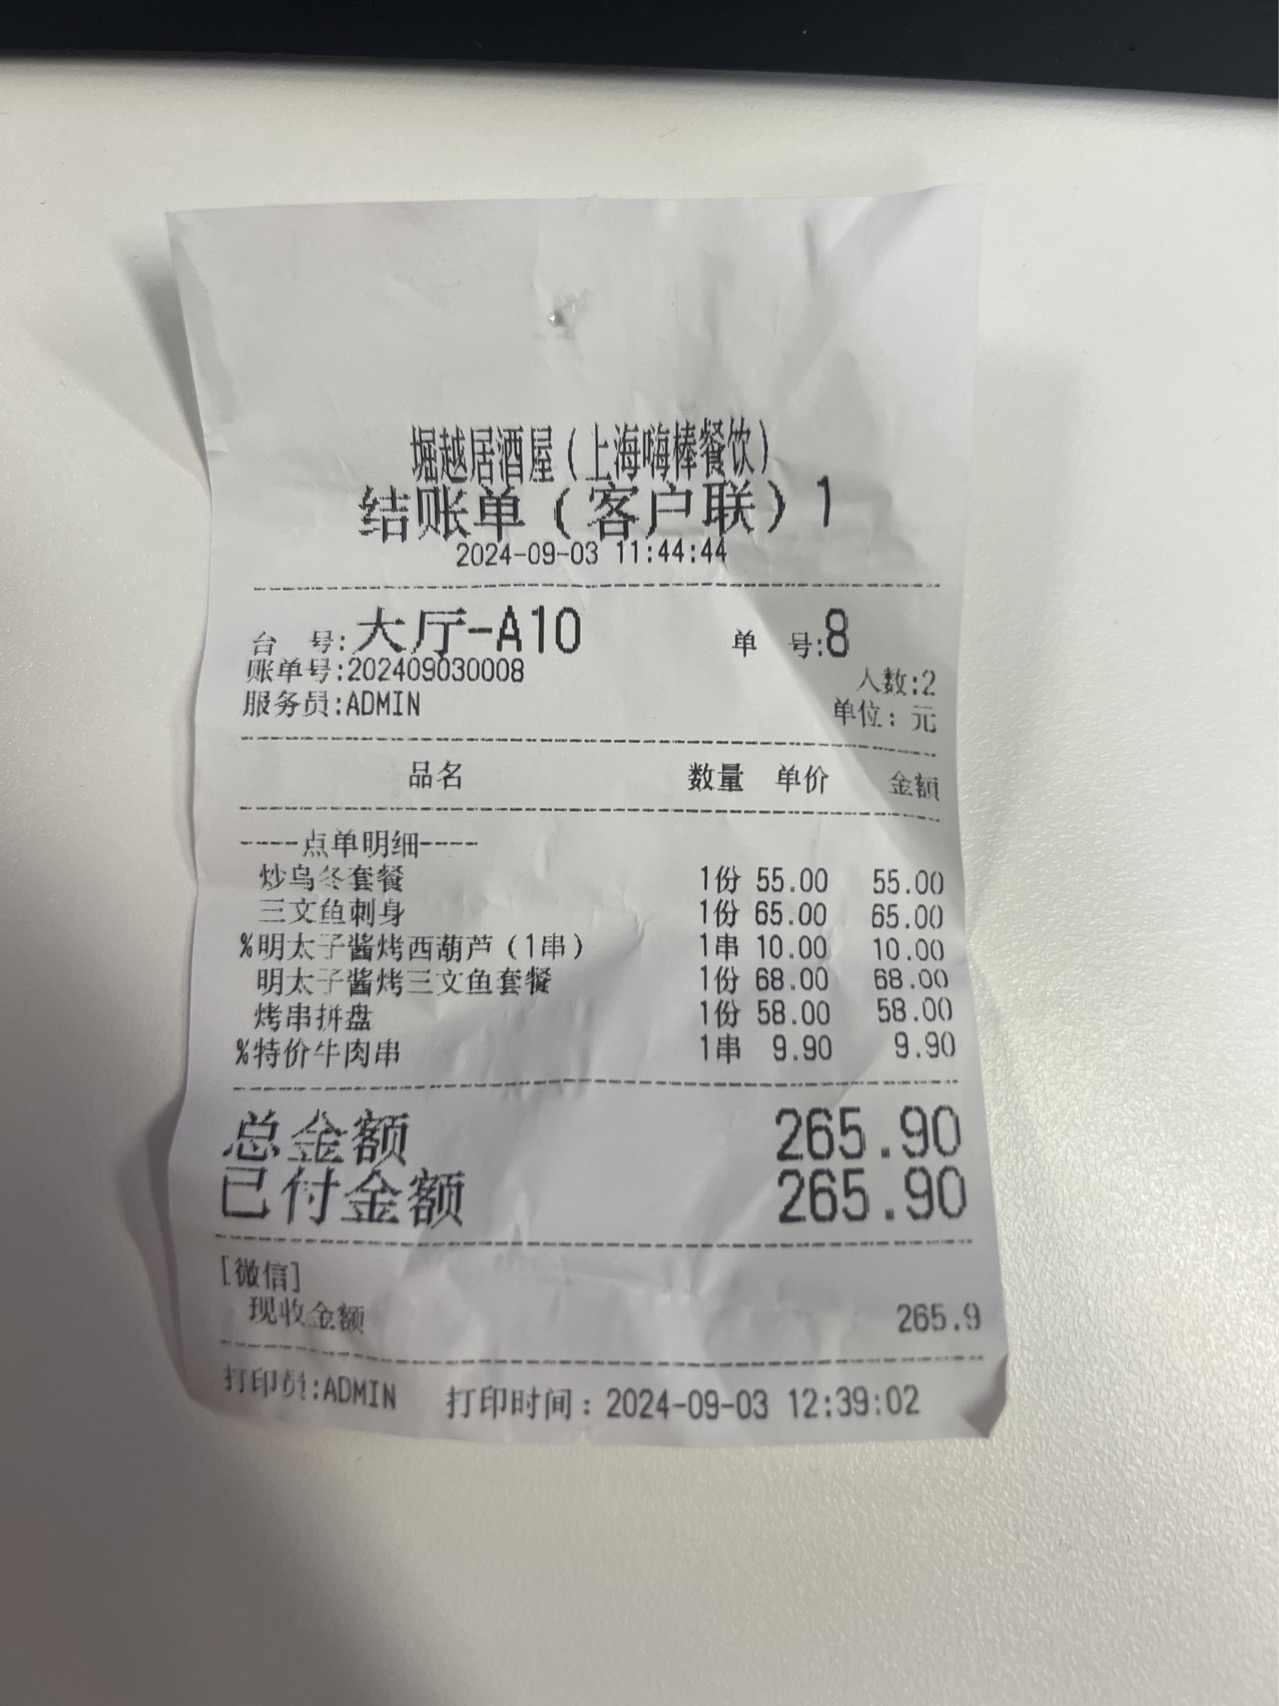 堀越居酒屋(上海嗨棒餐饮)
结账单(客户联)1
2024-09-03 11:44:44
台 号:大厅-A10 单 号:8
账单号:202409030008 人数:2
服务员:ADMIN 单位:元
品名 数量 单价 金额
----点单明细----
炒乌冬套餐 1份 55.00 55.00
三文鱼刺身 1份 65.00 65.00
%明太子酱烤西葫芦(1串) 1串 10.00 10.00
明太子酱烤三文鱼套餐 1份 68.00 68.00
烤串拼盘 1份 58.00 58.00
%特价牛肉串 1串 9.90 9.90
总金额 265.90
已付金额 265.90
[微信]
现收金额 265.9
打印员:ADMIN 打印时间:2024-09-03 12:39:02